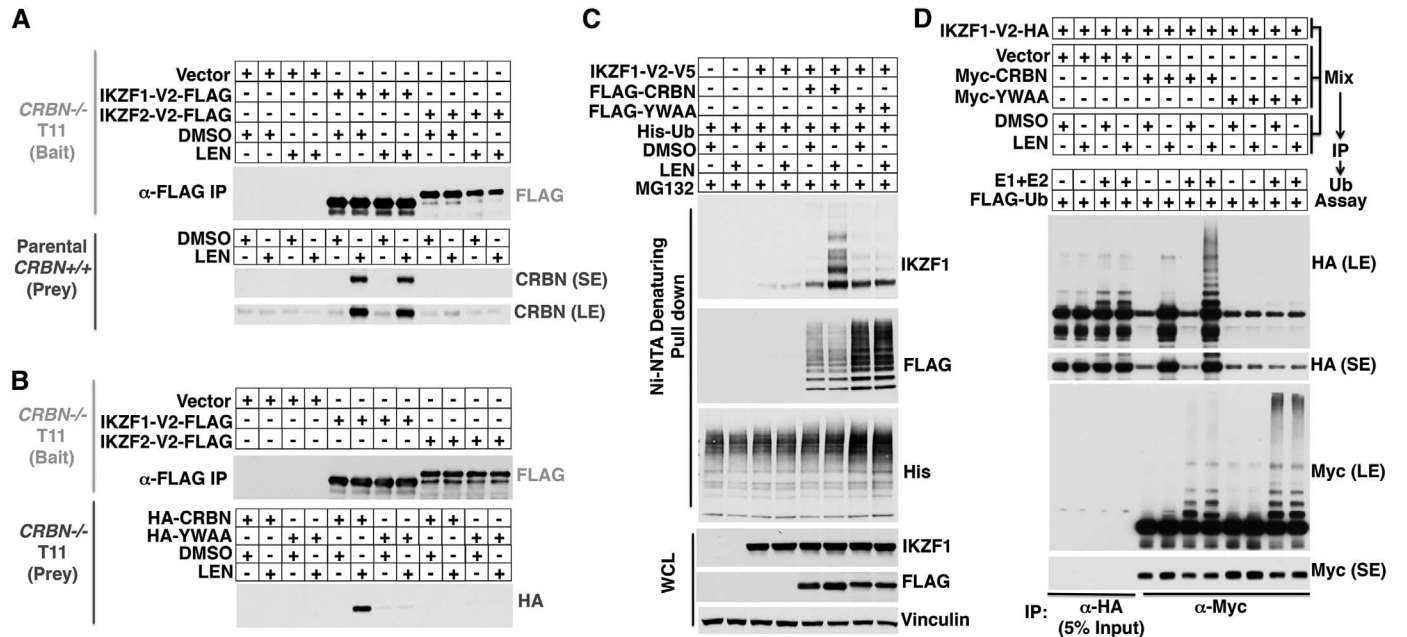 A
CRBN-/-
T11
(Bait)
Vector + + + + - - - - - - - -
IKZF1-V2-FLAG - - - - + + + + - - - -
IKZF2-V2-FLAG - - - - - - - - + + + +
DMSO + + - - + + - - + + - -
LEN - - + + - - + + - - + +
α-FLAG IP
FLAG
Parental
CRBN+/+
(Prey)
DMSO + - + - + - + - + - + -
LEN - + - + - + - + - + - +
CRBN (SE)
CRBN (LE)
B
CRBN-/-
T11
(Bait)
Vector + + + + - - - - - - - -
IKZF1-V2-FLAG - - - - + + + + - - - -
IKZF2-V2-FLAG - - - - - - - - + + + +
α-FLAG IP
FLAG
CRBN-/-
T11
(Prey)
HA-CRBN + + - - + + - - + + - -
HA-YWAA - - + + - - + + - - + +
DMSO + - + - + - + - + - + -
LEN - + - + - + - + - + - +
HA
C
IKZF1-V2-V5 - - + + + + + +
FLAG-CRBN - - - - + + - -
FLAG-YWAA - - - - - - + +
His-Ub + + + + + + + +
DMSO + - + - + - + -
LEN - + - + - + - +
MG132 + + + + + + + +
Ni-NTA Denaturing
Pull down
IKZF1
FLAG
His
WCL
IKZF1
FLAG
Vinculin
D
IKZF1-V2-HA + + + + + + + + + + + +
Vector + + + + - - - - - - - -
Myc-CRBN - - - - + + + + - - - -
Myc-YWAA - - - - - - - - + + + +
DMSO + - + - + - + - + - + -
LEN - + - + - + - + - + - +
Mix
IP
Ub
Assay
E1+E2 - - + + - - + + - - + +
FLAG-Ub + + + + + + + + + + + +
HA (LE)
HA (SE)
Myc (LE)
Myc (SE)
IP:
α-HA
(5% Input)
α-Myc